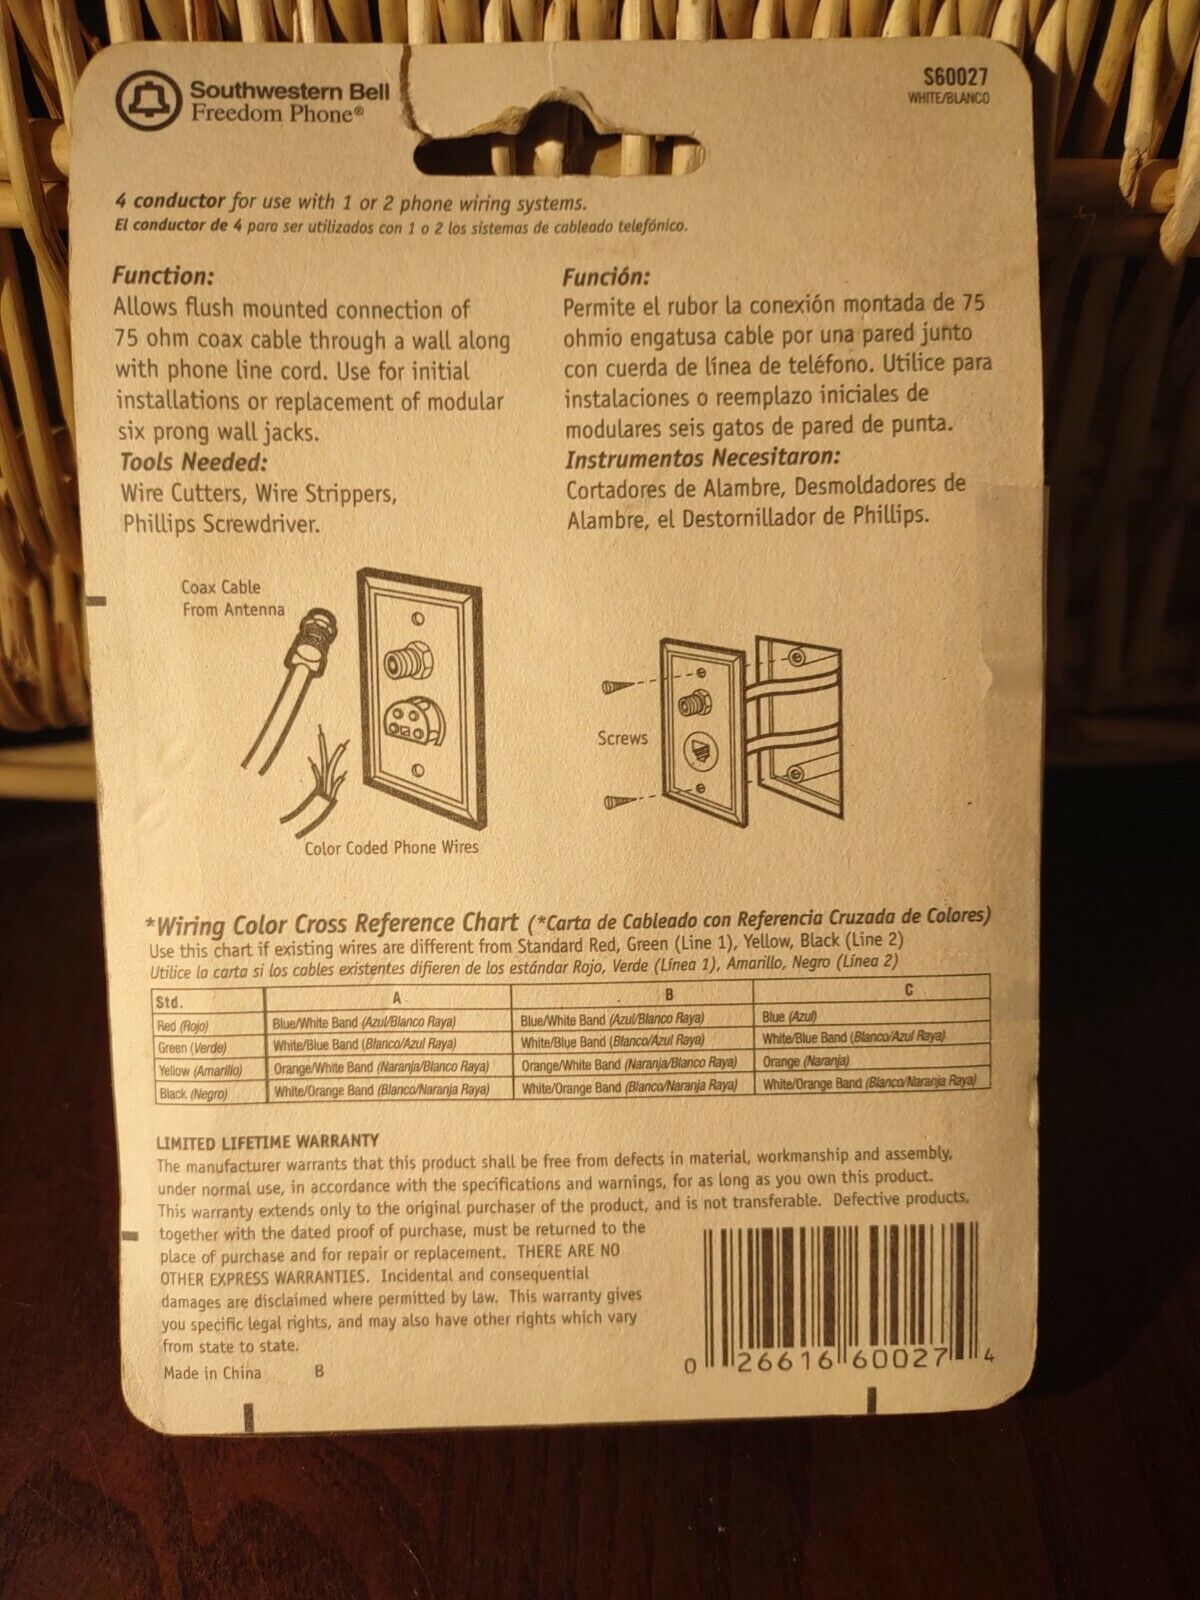 Southwestern Bell
Freedom Phone®
S60027
WHITE/BLANCO
4 conductor for use with 1 or 2 phone wiring systems.
El conductor de 4 para ser utilizados con 1 o 2 los sistemas de cableado telefónico.
Function:
Allows flush mounted connection of
75 ohm coax cable through a wall along
with phone line cord. Use for initial
installations or replacement of modular
six prong wall jacks.
Tools Needed:
Wire Cutters, Wire Strippers,
Phillips Screwdriver.
Función:
Permite el rubor la conexión montada de 75
ohmio engatusa cable por una pared junto
con cuerda de línea de teléfono. Utilice para
instalaciones o reemplazo iniciales de
modulares seis gatos de pared de punta.
Instrumentos Necesitaron:
Cortadores de Alambre, Desmoldadores de
Alambre, el Destornillador de Phillips.
Coax Cable
From Antenna
Screws
Color Coded Phone Wires
*Wiring Color Cross Reference Chart (*Carta de Cableado con Referencia Cruzada de Colores)
Use this chart if existing wires are different from Standard Red, Green (Line 1), Yellow, Black (Line 2)
Utilice la carta si los cables existentes difieren de los estándar Rojo, Verde (Línea 1), Amarillo, Negro (Línea 2)
Std. A B C
Red (Rojo) Blue/White Band (Azul/Blanco Raya) Blue/White Band (Azul/Blanco Raya) Blue (Azul)
Green (Verde) White/Blue Band (Blanco/Azul Raya) White/Blue Band (Blanco/Azul Raya) White/Blue Band (Blanco/Azul Raya)
Yellow (Amarillo) Orange/White Band (Naranja/Blanco Raya) Orange/White Band (Naranja/Blanco Raya) Orange (Naranja)
Black (Negro) White/Orange Band (Blanco/Naranja Raya) White/Orange Band (Blanco/Naranja Raya) White/Orange Band (Blanco/Naranja Raya)
LIMITED LIFETIME WARRANTY
The manufacturer warrants that this product shall be free from defects in material, workmanship and assembly,
under normal use, in accordance with the specifications and warnings, for as long as you own this product.
This warranty extends only to the original purchaser of the product, and is not transferable. Defective products,
together with the dated proof of purchase, must be returned to the
place of purchase and for repair or replacement. THERE ARE NO
OTHER EXPRESS WARRANTIES. Incidental and consequential
damages are disclaimed where permitted by law. This warranty gives
you specific legal rights, and may also have other rights which vary
from state to state.
Made in China B
0 26616 60027 4